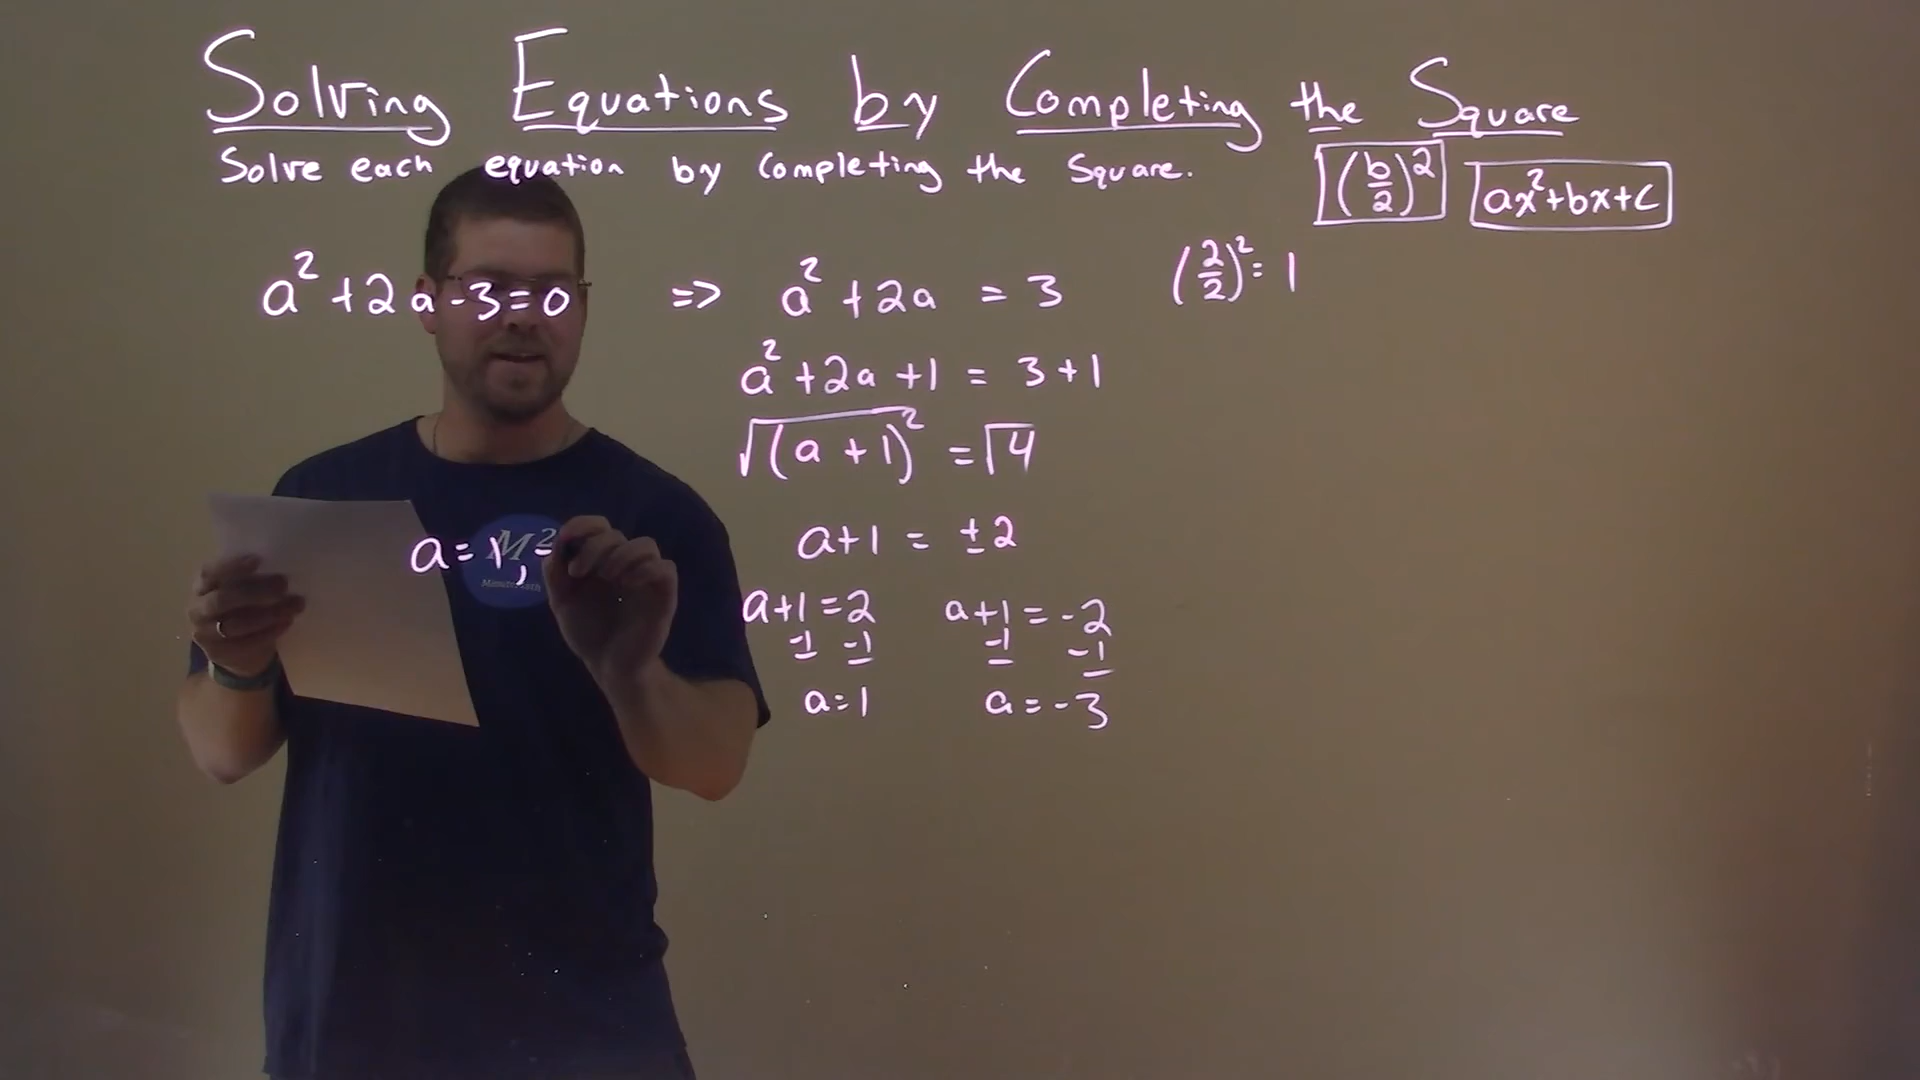 Solving Equations by Completing the Square
Solve each equation by completing the square.
(b/2)² ax²+bx+c
a²+2a-3=0 => a²+2a = 3 (2/2)²= 1
a²+2a+1 = 3+1
√(a+1)² = √4
a+1 = ±2
a+1=2 a+1=-2
-1 -1 -1 -1
a=1 a=-3
a=1, -
M²